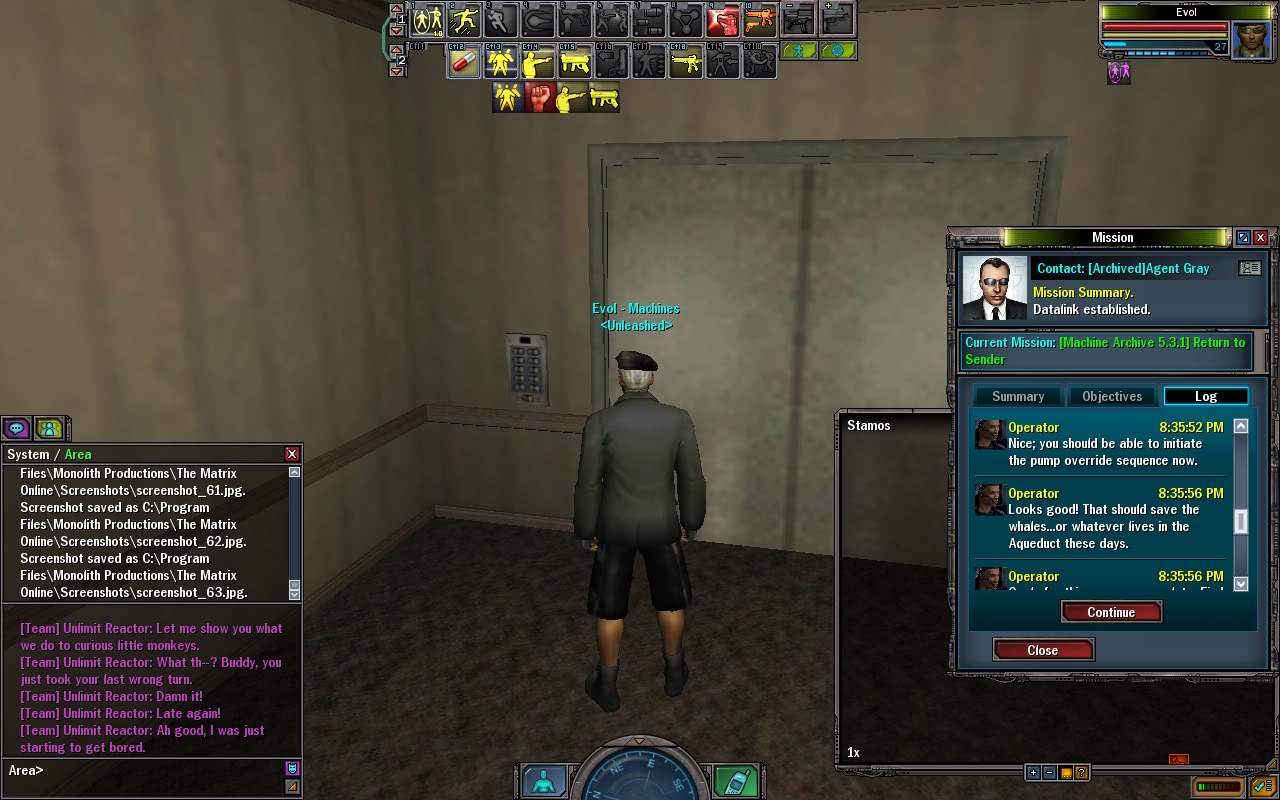 Evol
27
1
2
1.0
Evol - Machines
<Unleashed>
Mission
Contact: [Archived]Agent Gray
Mission Summary.
Datalink established.
Current Mission: [Machine Archive 5.3.1] Return to
Sender
Summary
Objectives
Log
Operator 8:35:52 PM
Nice; you should be able to initiate
the pump override sequence now.
Operator 8:35:56 PM
Looks good! That should save the
whales...or whatever lives in the
Aqueduct these days.
Operator 8:35:56 PM
Continue
Close
Stamos
1x
System / Area
Files\Monolith Productions\The Matrix
Online\Screenshots\screenshot_61.jpg.
Screenshot saved as C:\Program
Files\Monolith Productions\The Matrix
Online\Screenshots\screenshot_62.jpg.
Screenshot saved as C:\Program
Files\Monolith Productions\The Matrix
Online\Screenshots\screenshot_63.jpg.
[Team] Unlimit Reactor: Let me show you what
we do to curious little monkeys.
[Team] Unlimit Reactor: What th--? Buddy, you
just took your last wrong turn.
[Team] Unlimit Reactor: Damn it!
[Team] Unlimit Reactor: Late again!
[Team] Unlimit Reactor: Ah good, I was just
starting to get bored.
Area>
N NE E SE